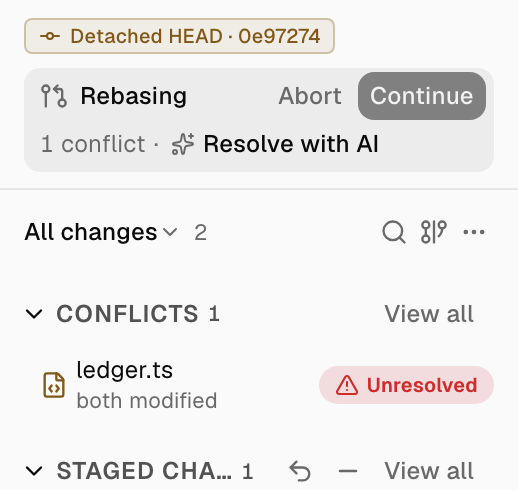 Detached HEAD · 0e97274
Rebasing Abort Continue
1 conflict · Resolve with AI
All changes 2
CONFLICTS 1 View all
ledger.ts
both modified
Unresolved
STAGED CHA... 1 View all